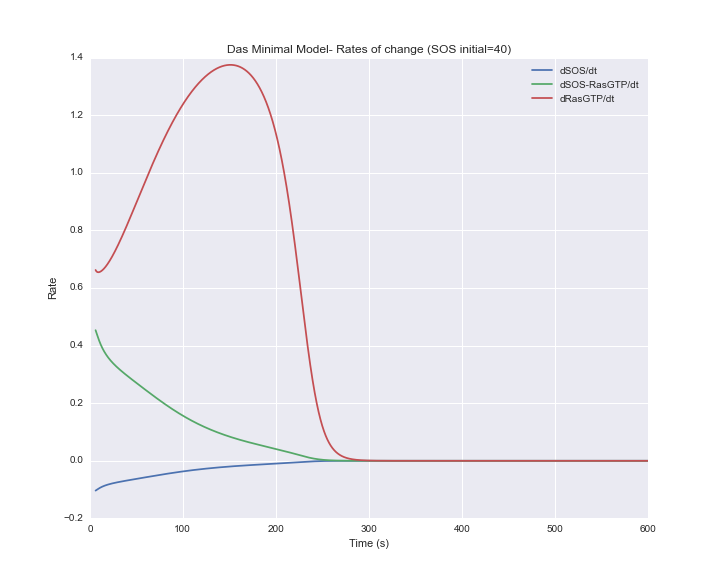 Das Minimal Model- Rates of change (SOS initial=40)
1.4
1.2
1.0
0.8
0.6
0.4
0.2
0.0
−0.2
Rate
dSOS/dt
dSOS-RasGTP/dt
dRasGTP/dt
0 100 200 300 400 500 600
Time (s)